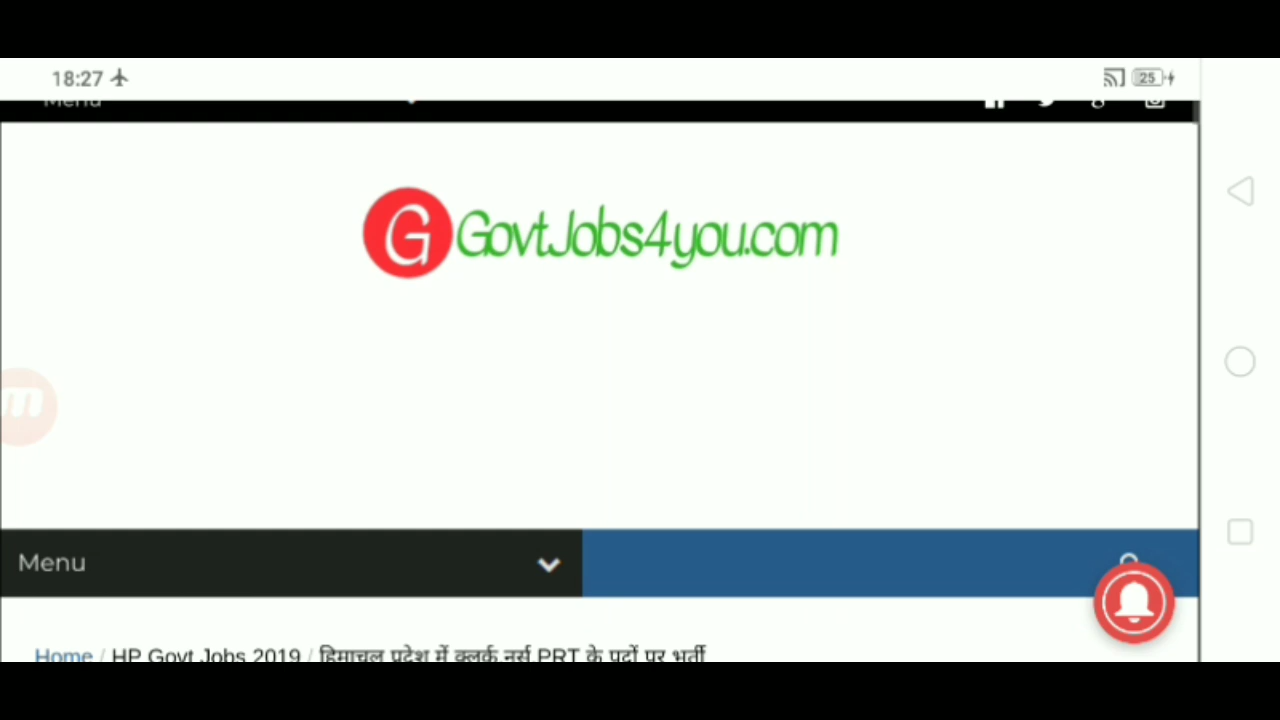 18:27
25
Menu
G GovtJobs4you.com
Menu
Home / HP Govt Jobs 2019 / हिमाचल प्रदेश में क्लर्क नर्स PRT के पदों पर भर्ती